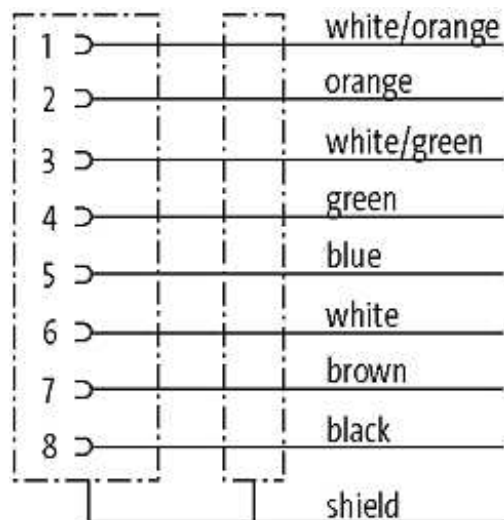 1 white/orange
2 orange
3 white/green
4 green
5 blue
6 white
7 brown
8 black
shield